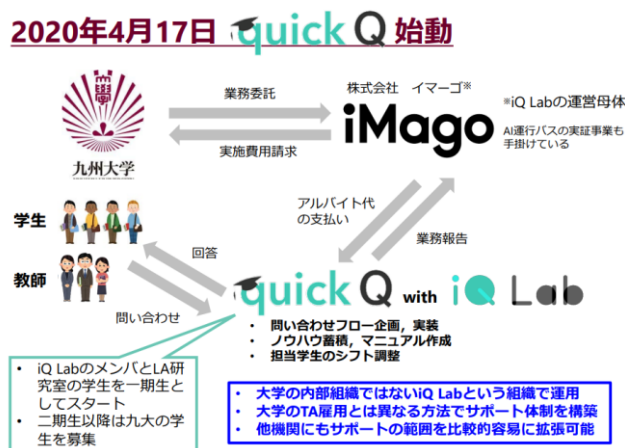 2020年4月17日 quick Q 始動
九州大学
業務委託
実施費用請求
株式会社 イマーゴ※
iMago
※iQ Labの運営母体
AI運行バスの実証事業も
手掛けている
学生
教師
回答
問い合わせ
アルバイト代
の支払い
業務報告
quick Q with iQ Lab
• 問い合わせフロー企画，実装
• ノウハウ蓄積，マニュアル作成
• 担当学生のシフト調整
• iQ LabのメンバとLA研
究室の学生を一期生と
してスタート
• 二期生以降は九大の学
生を募集
• 大学の内部組織ではないiQ Labという組織で運用
• 大学のTA雇用とは異なる方法でサポート体制を構築
• 他機関にもサポートの範囲を比較的容易に拡張可能